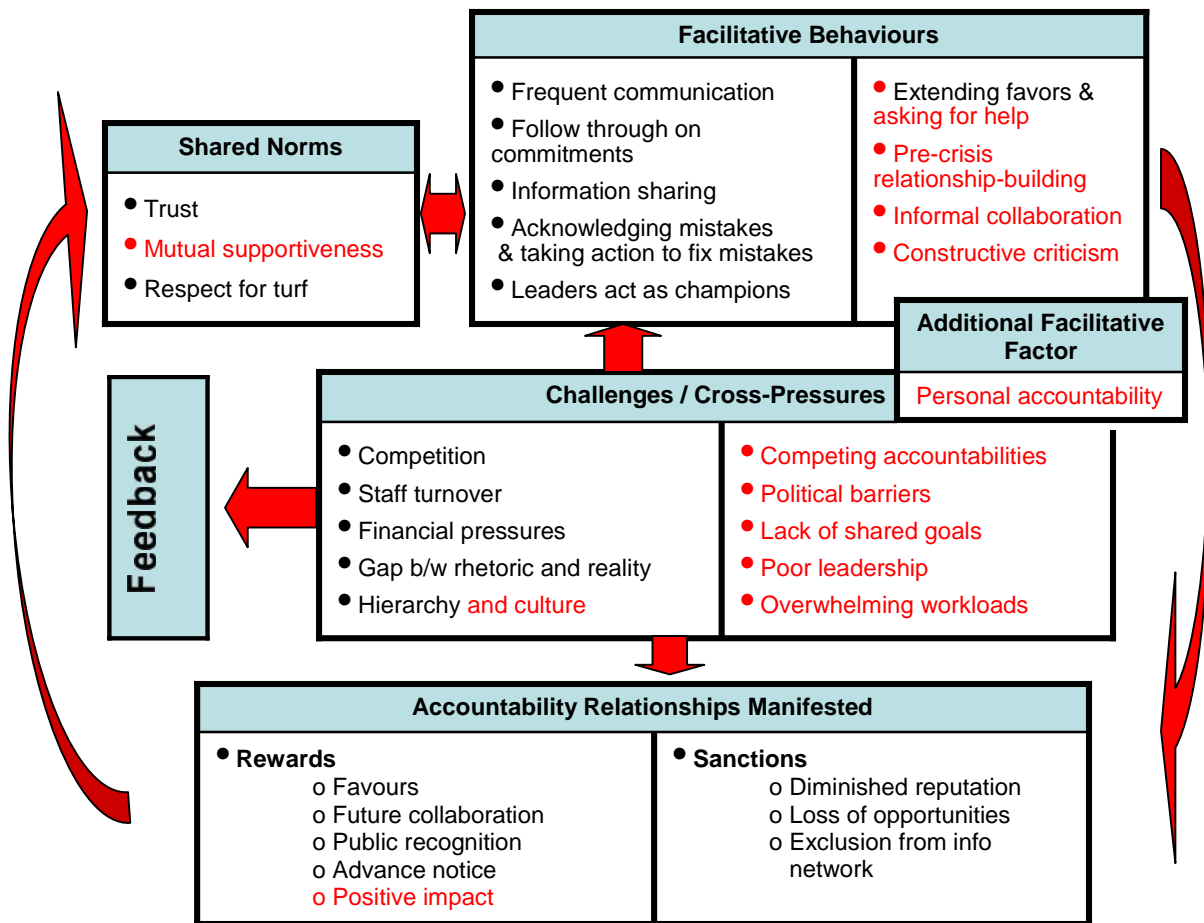 Facilitative Behaviours
• Frequent communication
• Follow through on
commitments
• Information sharing
• Acknowledging mistakes
& taking action to fix mistakes
• Leaders act as champions
• Extending favors &
asking for help
• Pre-crisis
relationship-building
• Informal collaboration
• Constructive criticism
Shared Norms
• Trust
• Mutual supportiveness
• Respect for turf
Additional Facilitative
Factor
Personal accountability
Challenges / Cross-Pressures
• Competition
• Staff turnover
• Financial pressures
• Gap b/w rhetoric and reality
• Hierarchy and culture
• Competing accountabilities
• Political barriers
• Lack of shared goals
• Poor leadership
• Overwhelming workloads
Feedback
Accountability Relationships Manifested
• Rewards
o Favours
o Future collaboration
o Public recognition
o Advance notice
o Positive impact
• Sanctions
o Diminished reputation
o Loss of opportunities
o Exclusion from info
network